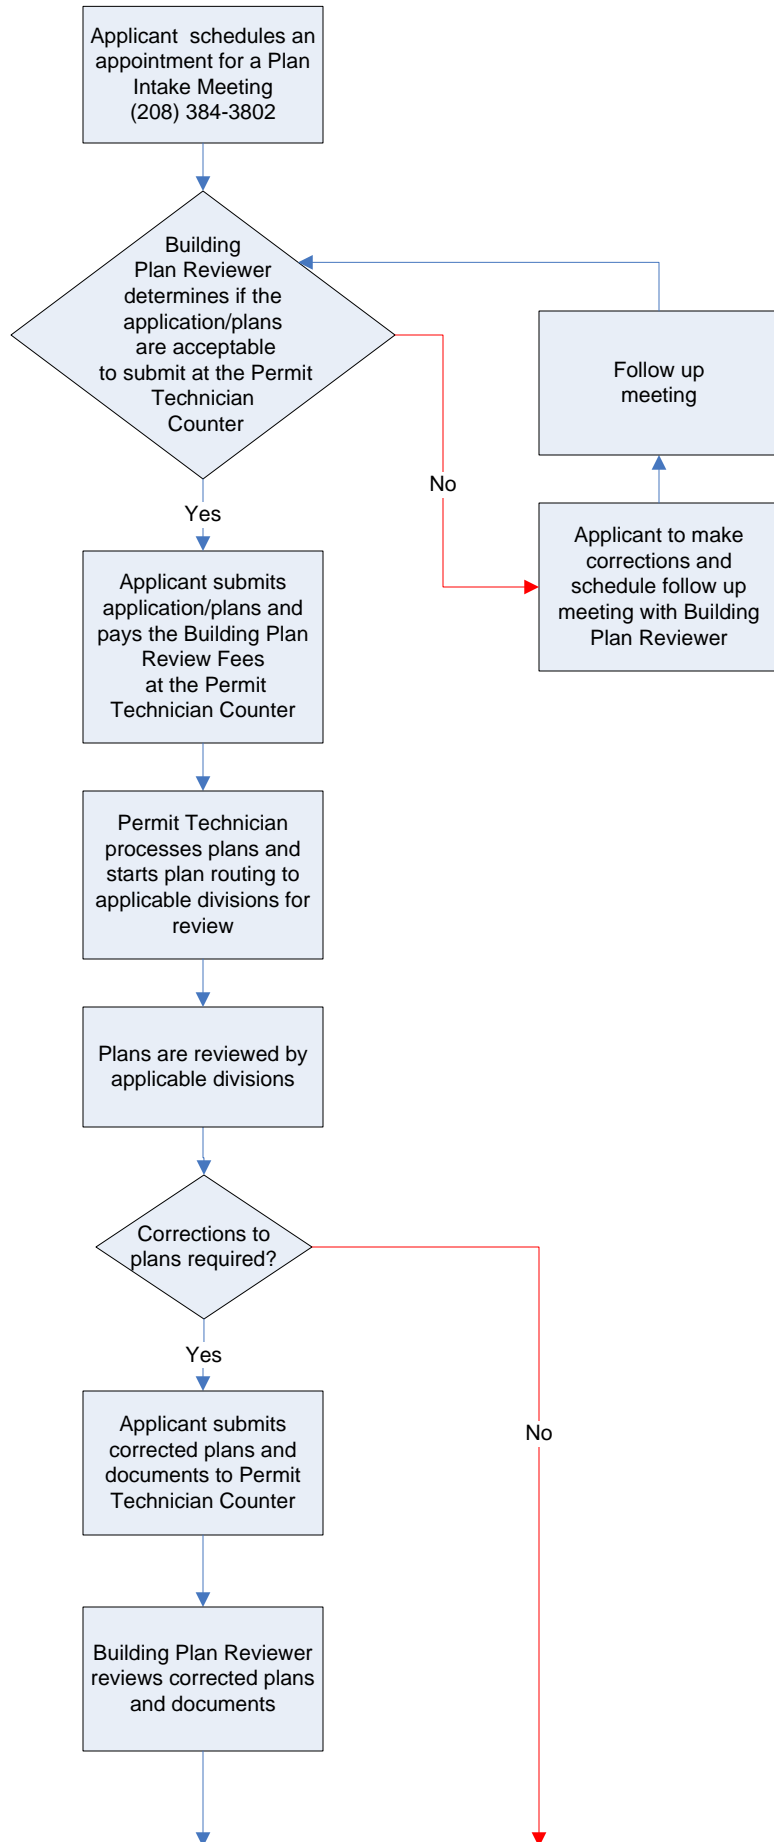 Applicant schedules an
appointment for a Plan
Intake Meeting
(208) 384-3802
Building
Plan Reviewer
determines if the
application/plans
are acceptable
to submit at the Permit
Technician
Counter
Follow up
meeting
No
Yes
Applicant to make
corrections and
schedule follow up
meeting with Building
Plan Reviewer
Applicant submits
application/plans and
pays the Building Plan
Review Fees
at the Permit
Technician Counter
Permit Technician
processes plans and
starts plan routing to
applicable divisions for
review
Plans are reviewed by
applicable divisions
Corrections to
plans required?
Yes
No
Applicant submits
corrected plans and
documents to Permit
Technician Counter
Building Plan Reviewer
reviews corrected plans
and documents